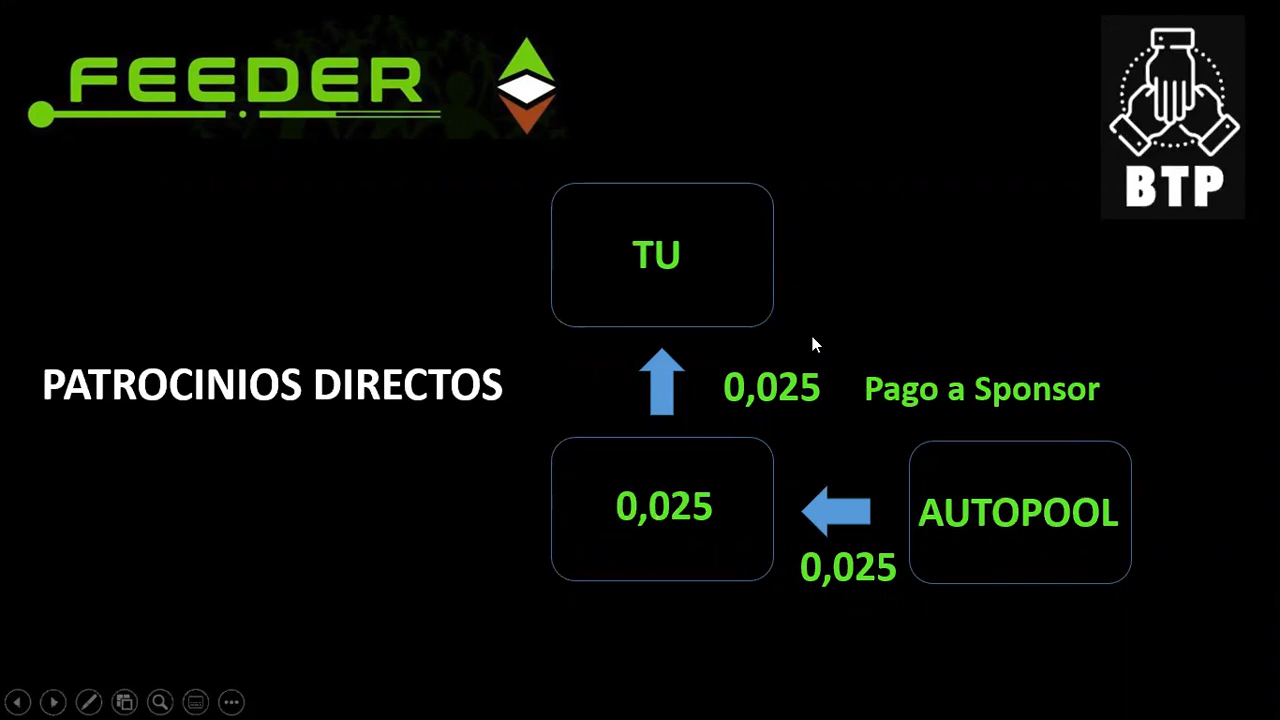 FEEDER
BTP
TU
PATROCINIOS DIRECTOS
0,025
Pago a Sponsor
0,025
AUTOPOOL
0,025